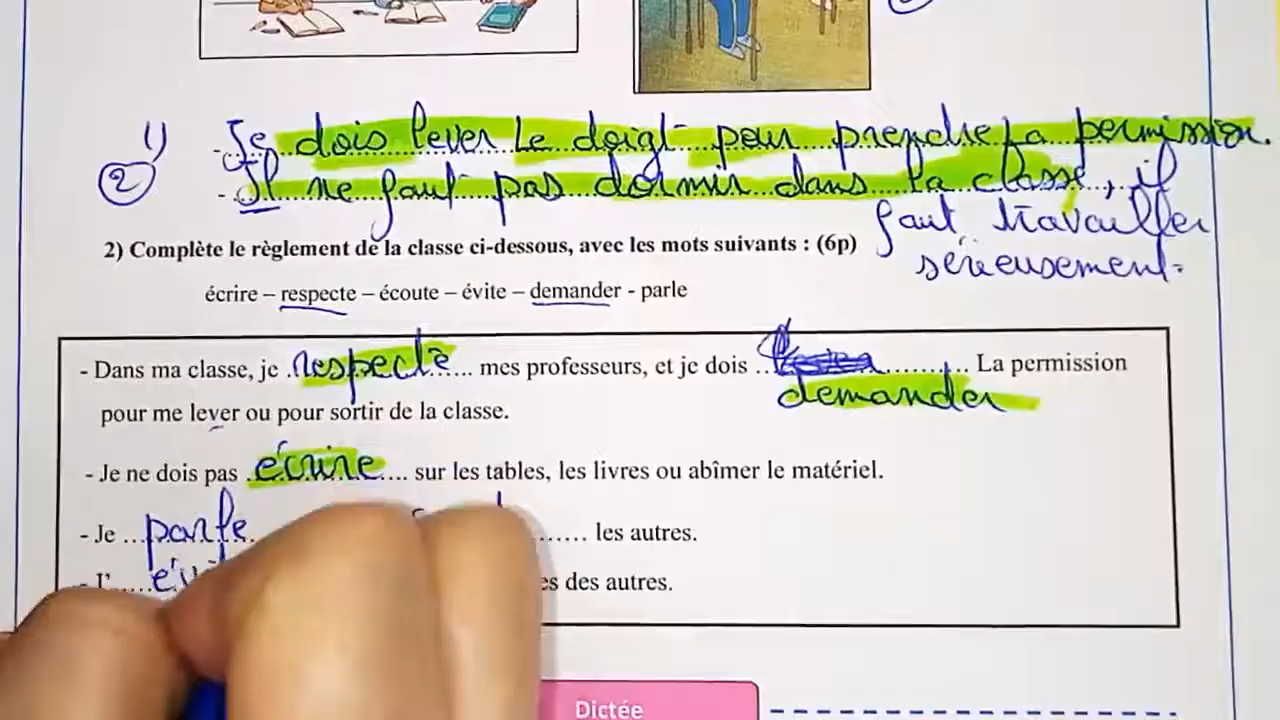 1)
- Je dois lever le doigt pour prendre la permission.
2
- Il ne faut pas dormir dans la classe, il
faut travailler
sérieusement.
2) Complète le règlement de la classe ci-dessous, avec les mots suivants : (6p)
écrire – respecte – écoute – évite – demander - parle
- Dans ma classe, je ..respecte.... mes professeurs, et je dois .............. La permission
demander
pour me lever ou pour sortir de la classe.
- Je ne dois pas .écrire.... sur les tables, les livres ou abîmer le matériel.
- Je ...parle. ...... les autres.
- J' ....évi es des autres.
Dictée